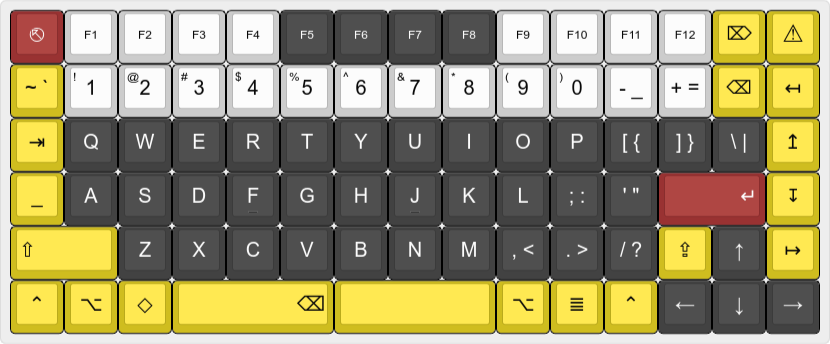 ⎋ F1 F2 F3 F4 F5 F6 F7 F8 F9 F10 F11 F12 ⌦ ⚠
~ ` ! 1 @ 2 # 3 $ 4 % 5 ^ 6 & 7 * 8 ( 9 ) 0 - _ + = ⌫ ↤
⇥ Q W E R T Y U I O P [ { ] } \ | ↥
_ A S D F G H J K L ; : ' " ↵ ↧
⇧ Z X C V B N M , < . > / ? ⇪ ↑ ↦
⌃ ⌥ ◇ ⌫ ⌥ ≣ ⌃ ← ↓ →